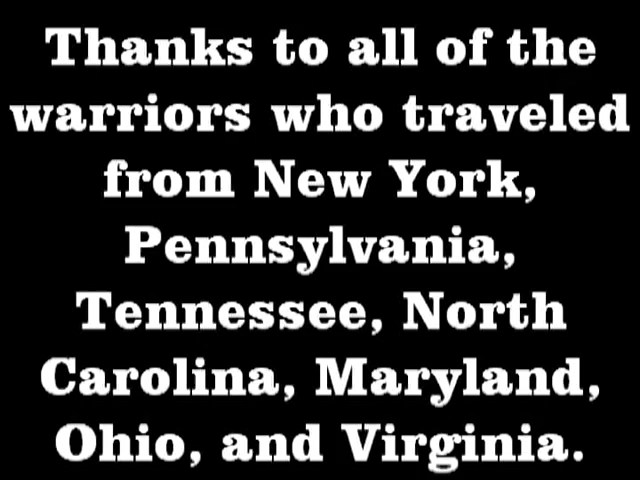 Thanks to all of the
warriors who traveled
from New York,
Pennsylvania,
Tennessee, North
Carolina, Maryland,
Ohio, and Virginia.